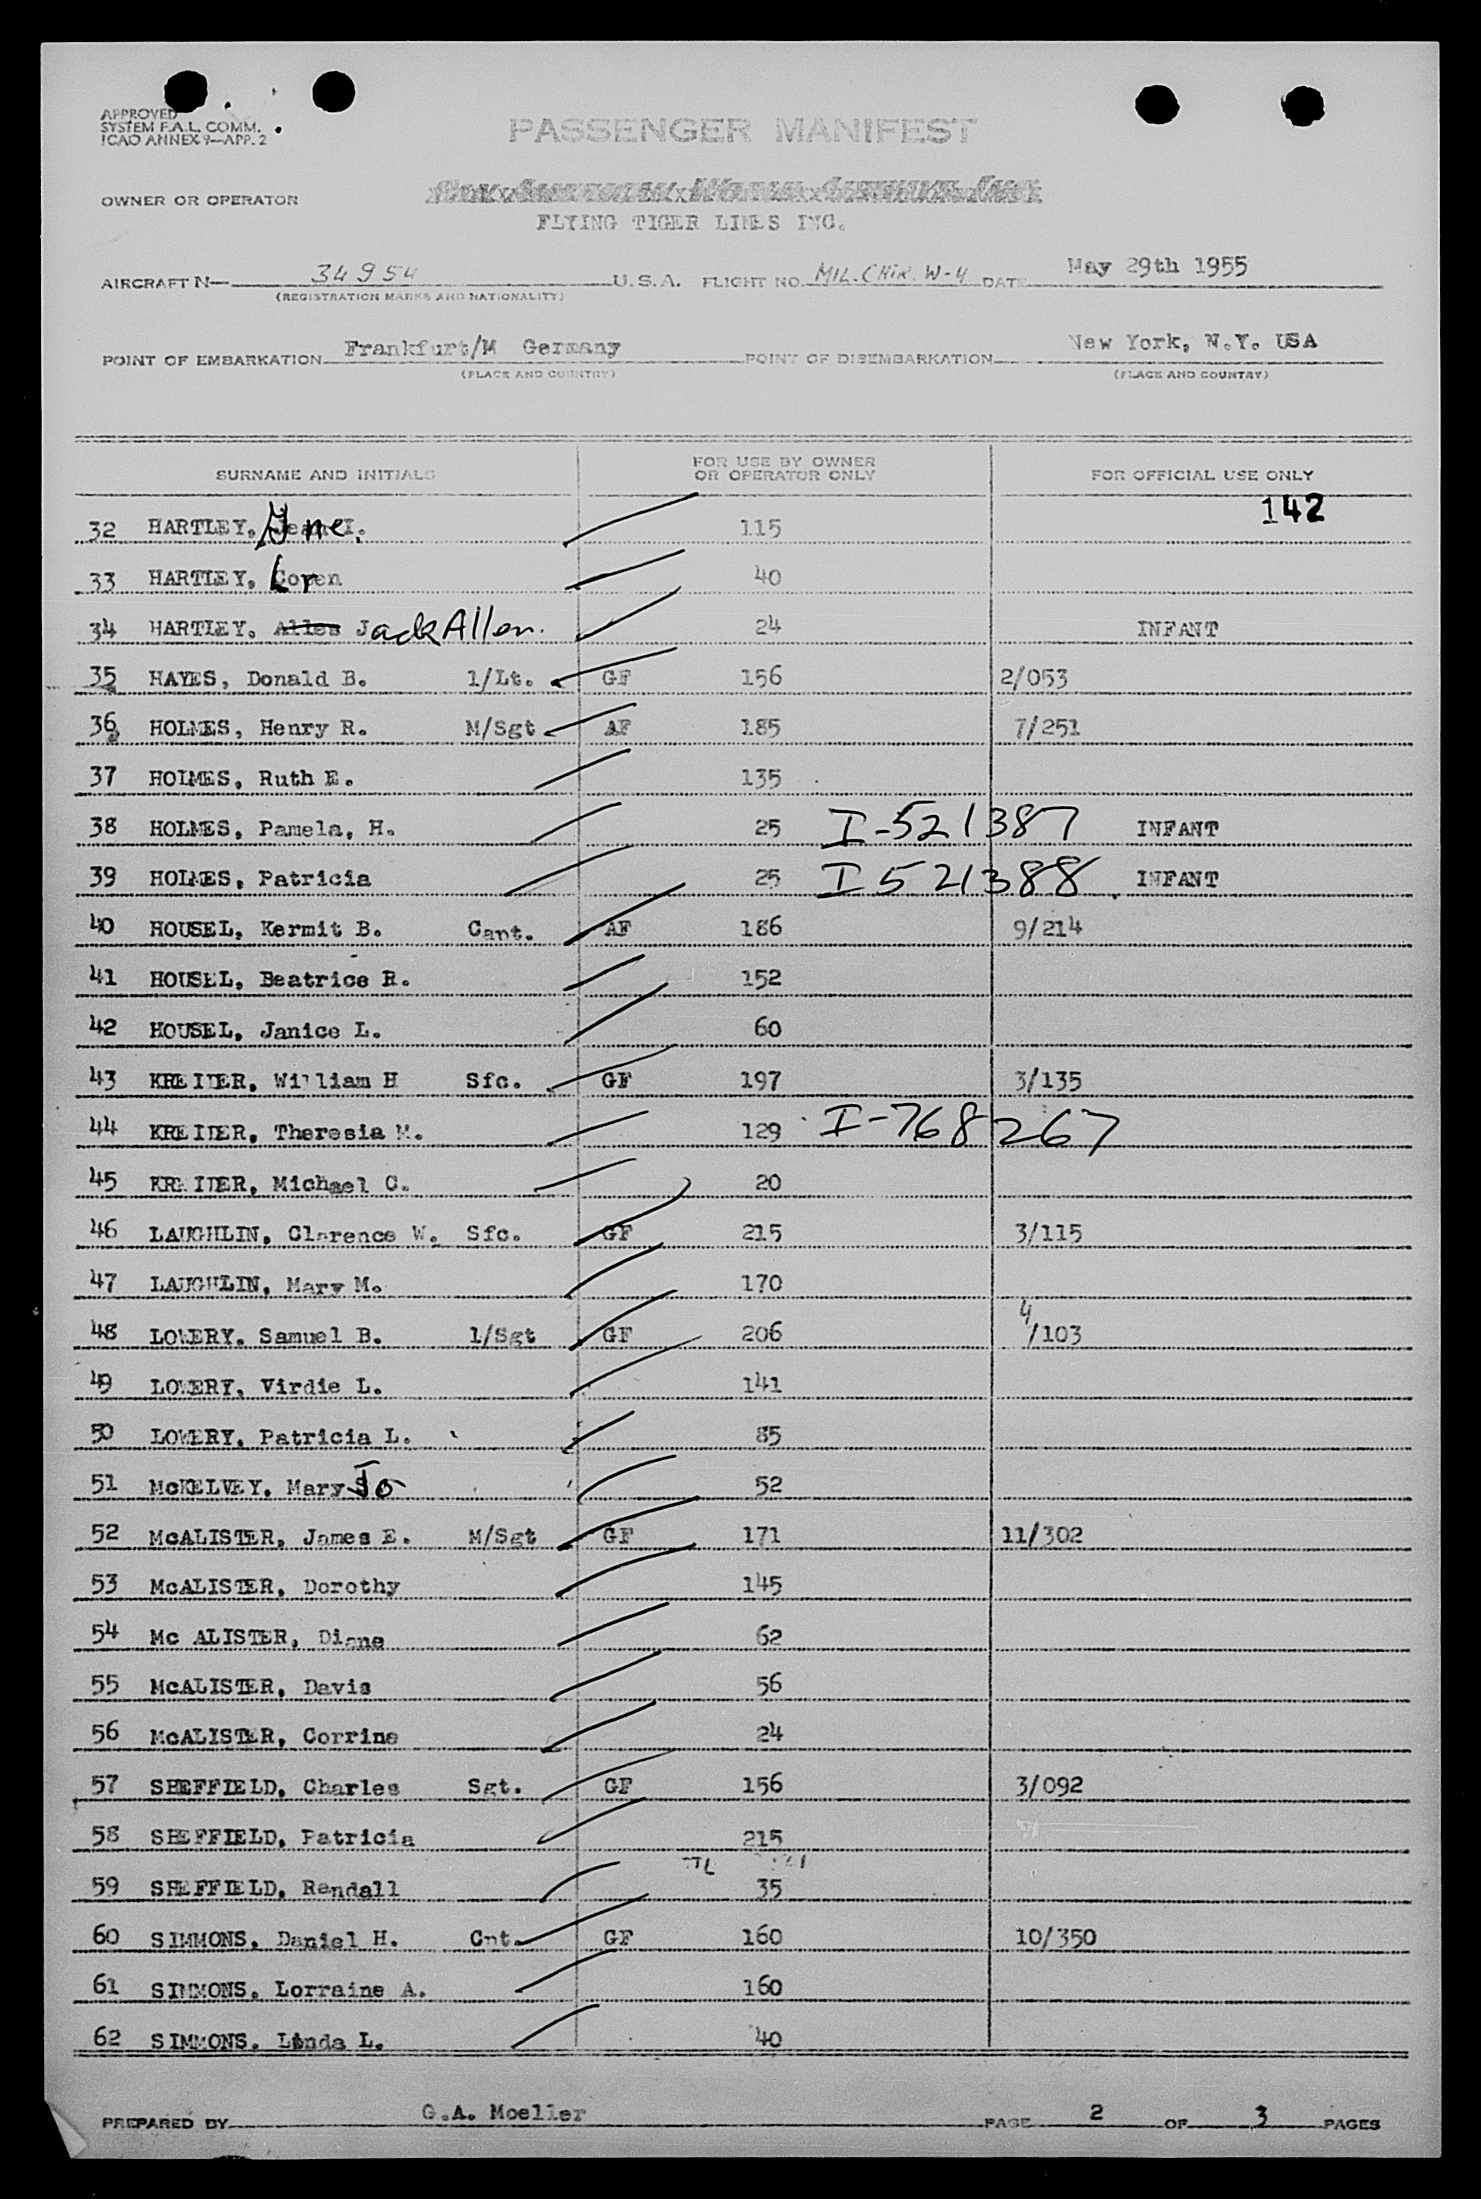 APPROVED
SYSTEM F.A.L. COMM.
ICAO ANNEX 9—APP. 2
PASSENGER MANIFEST
OWNER OR OPERATOR
FLYING TIGER LINES INC.
AIRCRAFT N— 34954 U.S.A. FLIGHT NO. MIL. CHIR. W-4 DATE May 29th 1955
(REGISTRATION MARKS AND NATIONALITY)
POINT OF EMBARKATION Frankfurt/M Germany POINT OF DISEMBARKATION New York, N.Y. USA
(PLACE AND COUNTRY) (PLACE AND COUNTRY)
SURNAME AND INITIALS FOR USE BY OWNER OR OPERATOR ONLY FOR OFFICIAL USE ONLY
142
32 HARTLEY, I. 115
33 HARTLEY, Loren 40
34 HARTLEY, Alles Jack Allen. 24 INFANT
35 HAYES, Donald B. 1/Lt. GF 156 2/053
36 HOLMES, Henry R. M/Sgt AF 185 7/251
37 HOLMES, Ruth E. 135
38 HOLMES, Pamela, H. 25 I-521387 INFANT
39 HOLMES, Patricia 25 I 521388 INFANT
40 HOUSEL, Kermit B. Capt. AF 186 9/214
41 HOUSEL, Beatrice R. 152
42 HOUSEL, Janice L. 60
43 KREITER, William H Sfc. GF 197 3/135
44 KREITER, Theresia M. 129 I-768267
45 KREITER, Michael C. 20
46 LAUGHLIN, Clarence W. Sfc. GF 215 3/115
47 LAUGHLIN, Mary M. 170
48 LOWERY, Samuel B. 1/Sgt GF 206 4/103
49 LOWERY, Virdie L. 141
50 LOWERY, Patricia L. 85
51 McKELVEY, Mary Jo 52
52 McALISTER, James E. M/Sgt GF 171 11/302
53 McALISTER, Dorothy 145
54 Mc ALISTER, Diane 62
55 McALISTER, Davis 56
56 McALISTER, Corrine 24
57 SHEFFIELD, Charles Sgt. GF 156 3/092
58 SHEFFIELD, Patricia 215
59 SHEFFIELD, Rendall 35
60 SIMMONS, Daniel H. Cpt. GF 160 10/350
61 SIMMONS, Lorraine A. 160
62 SIMMONS, Linda L. 40
PREPARED BY G.A. Moeller PAGE 2 OF 3 PAGES